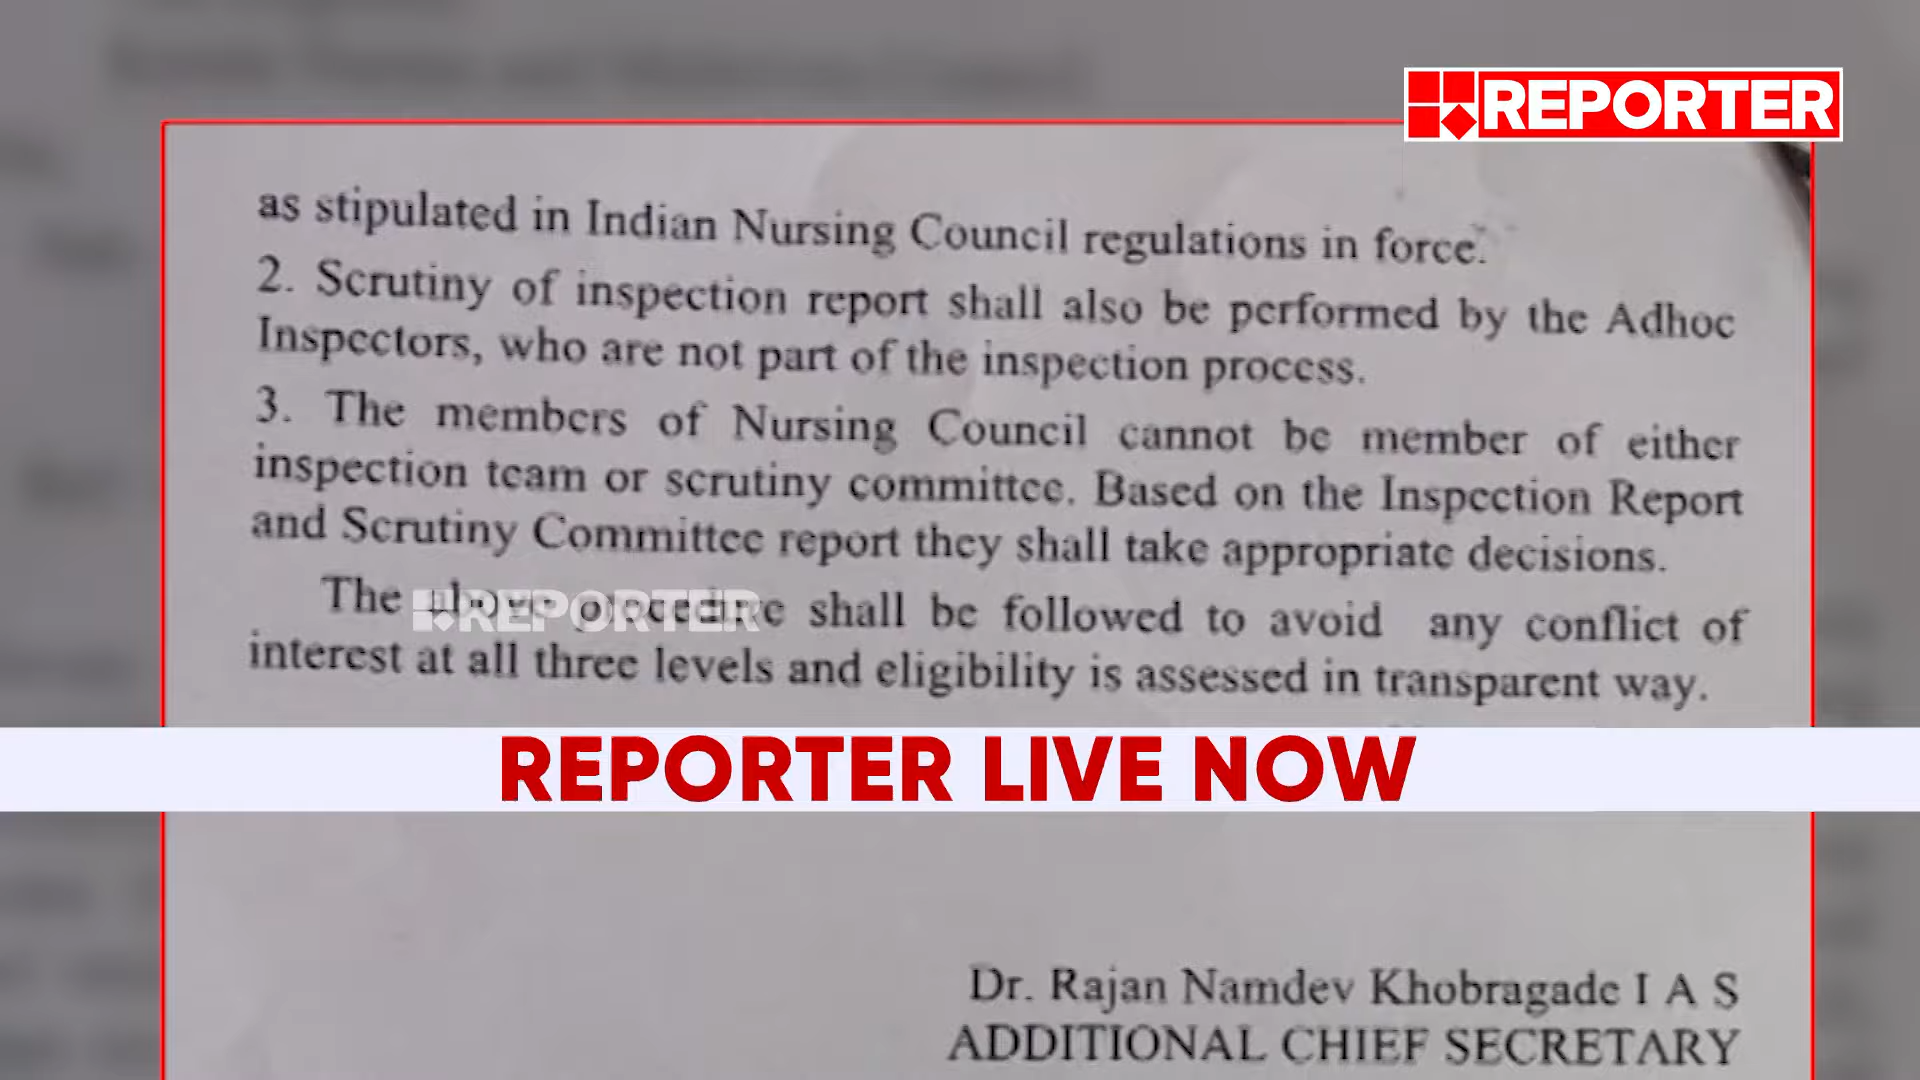 REPORTER
as stipulated in Indian Nursing Council regulations in force.
2. Scrutiny of inspection report shall also be performed by the Adhoc
Inspectors, who are not part of the inspection process.
3. The members of Nursing Council cannot be member of either
inspection team or scrutiny committee. Based on the Inspection Report
and Scrutiny Committee report they shall take appropriate decisions.
The above procedure shall be followed to avoid any conflict of
REPORTER
interest at all three levels and eligibility is assessed in transparent way.
REPORTER LIVE NOW
Dr. Rajan Namdev Khobragade I A S
ADDITIONAL CHIEF SECRETARY